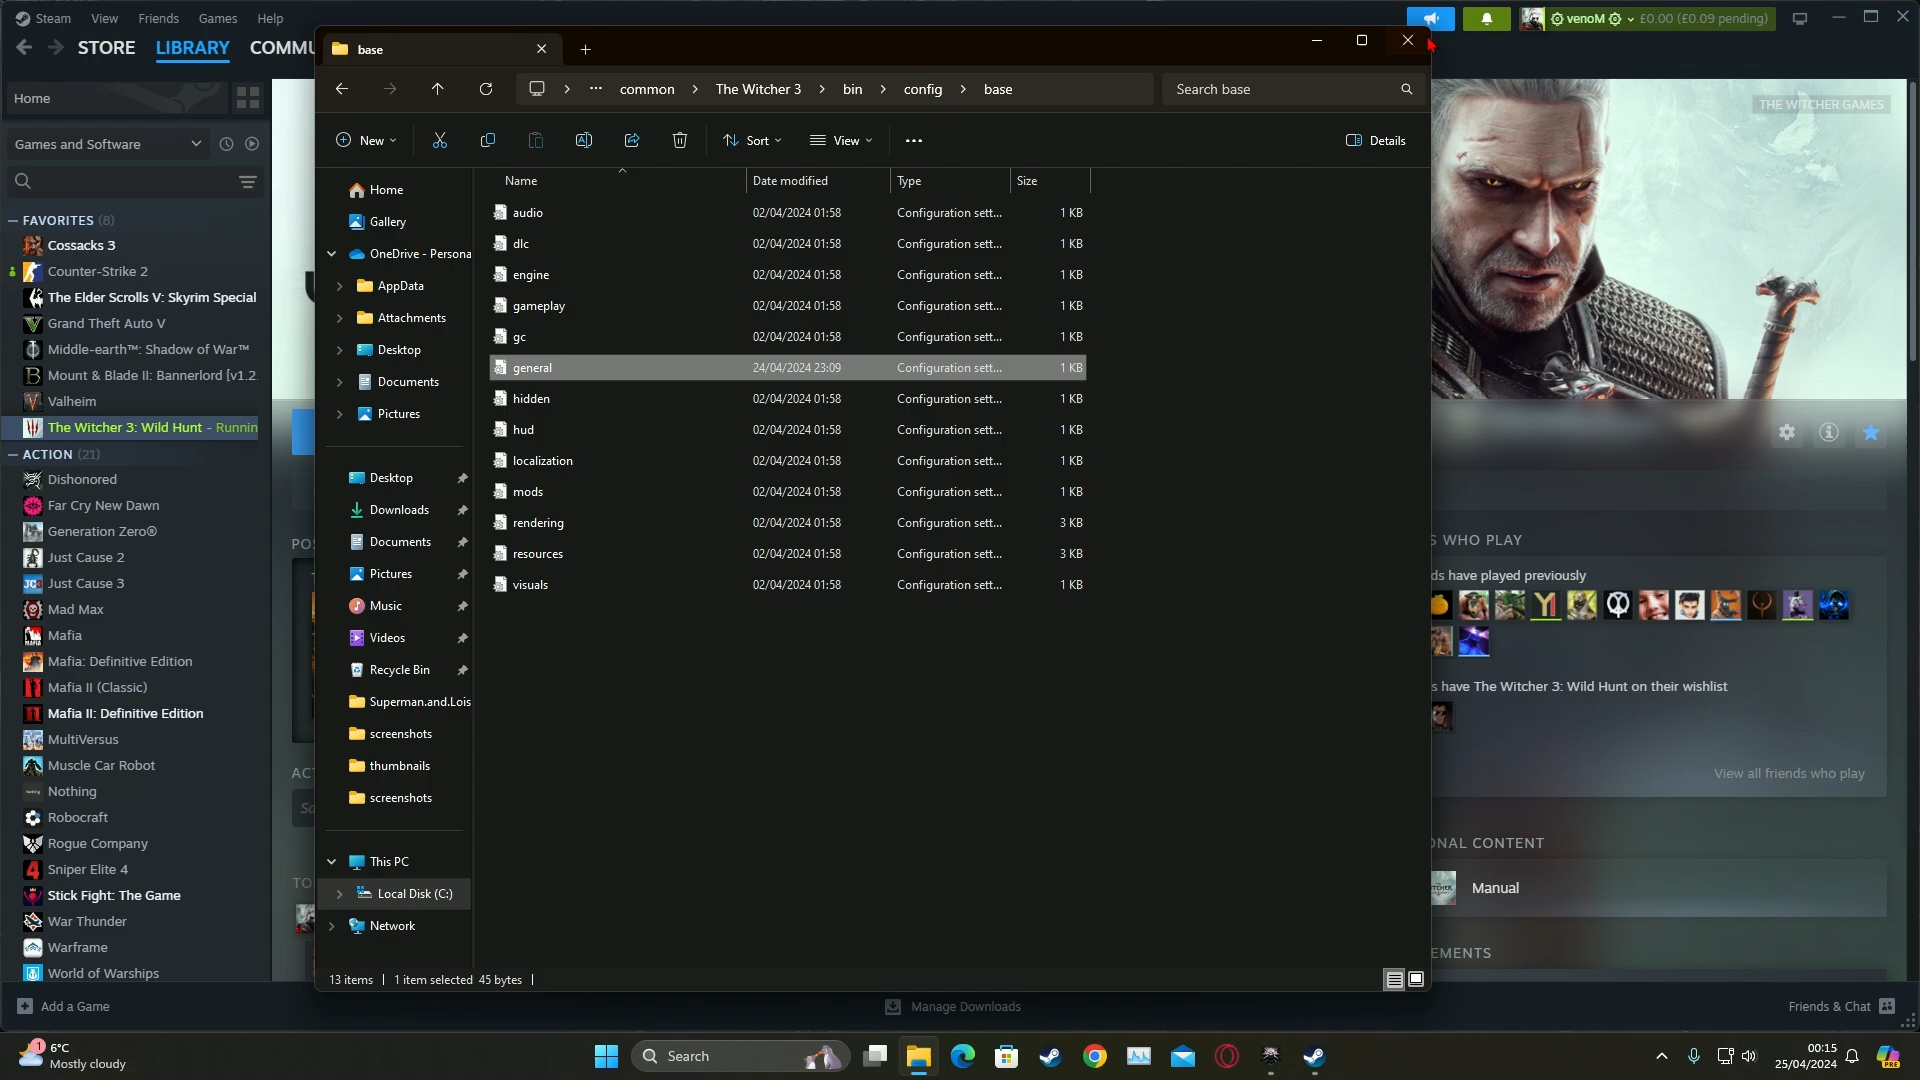 Steam View Friends Games Help
venoM £0.00 (£0.09 pending)
STORE LIBRARY
base
common The Witcher 3 bin config base
Search base
Home
New Sort View Details
Games and Software
THE WITCHER GAMES
Name Date modified Type Size
Home
Gallery
OneDrive - Persona
AppData
Attachments
Desktop
Documents
Pictures
Desktop
Downloads
Documents
Pictures
Music
Videos
Recycle Bin
Superman.and.Lois
screenshots
thumbnails
screenshots
This PC
Local Disk (C:)
Network
audio 02/04/2024 01:58 Configuration sett... 1 KB
dlc 02/04/2024 01:58 Configuration sett... 1 KB
engine 02/04/2024 01:58 Configuration sett... 1 KB
gameplay 02/04/2024 01:58 Configuration sett... 1 KB
gc 02/04/2024 01:58 Configuration sett... 1 KB
general 24/04/2024 23:09 Configuration sett... 1 KB
hidden 02/04/2024 01:58 Configuration sett... 1 KB
hud 02/04/2024 01:58 Configuration sett... 1 KB
localization 02/04/2024 01:58 Configuration sett... 1 KB
mods 02/04/2024 01:58 Configuration sett... 1 KB
rendering 02/04/2024 01:58 Configuration sett... 3 KB
resources 02/04/2024 01:58 Configuration sett... 3 KB
visuals 02/04/2024 01:58 Configuration sett... 1 KB
13 items 1 item selected 45 bytes
FAVORITES (8)
Cossacks 3
Counter-Strike 2
The Elder Scrolls V: Skyrim Special
Grand Theft Auto V
Middle-earth™: Shadow of War™
Mount & Blade II: Bannerlord [v1.2.
Valheim
The Witcher 3: Wild Hunt - Runnin
ACTION (21)
Dishonored
Far Cry New Dawn
Generation Zero®
Just Cause 2
Just Cause 3
Mad Max
Mafia
Mafia: Definitive Edition
Mafia II (Classic)
Mafia II: Definitive Edition
MultiVersus
Muscle Car Robot
Nothing
Robocraft
Rogue Company
Sniper Elite 4
Stick Fight: The Game
War Thunder
Warframe
World of Warships
S WHO PLAY
ds have played previously
s have The Witcher 3: Wild Hunt on their wishlist
View all friends who play
ONAL CONTENT
Manual
EMENTS
Add a Game
Manage Downloads
Friends & Chat
6°C
Mostly cloudy
Search
00:15
25/04/2024